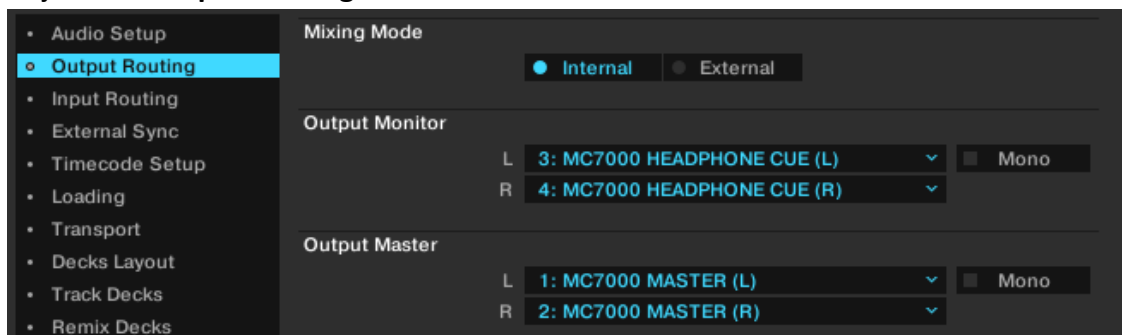 Audio Setup
Output Routing
Input Routing
External Sync
Timecode Setup
Loading
Transport
Decks Layout
Track Decks
Remix Decks
Mixing Mode
Internal External
Output Monitor
L 3: MC7000 HEADPHONE CUE (L) Mono
R 4: MC7000 HEADPHONE CUE (R)
Output Master
L 1: MC7000 MASTER (L) Mono
R 2: MC7000 MASTER (R)